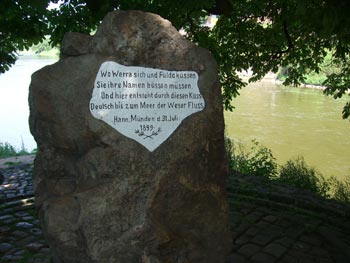 Wo Werra sich und Fulda küssen
Sie ihre Namen büssen müssen.
Und hier entsteht durch diesen Kuss
Deutsch bis zum Meer der Weser Fluss.
Hann. Münden d. 31. Juli
1899